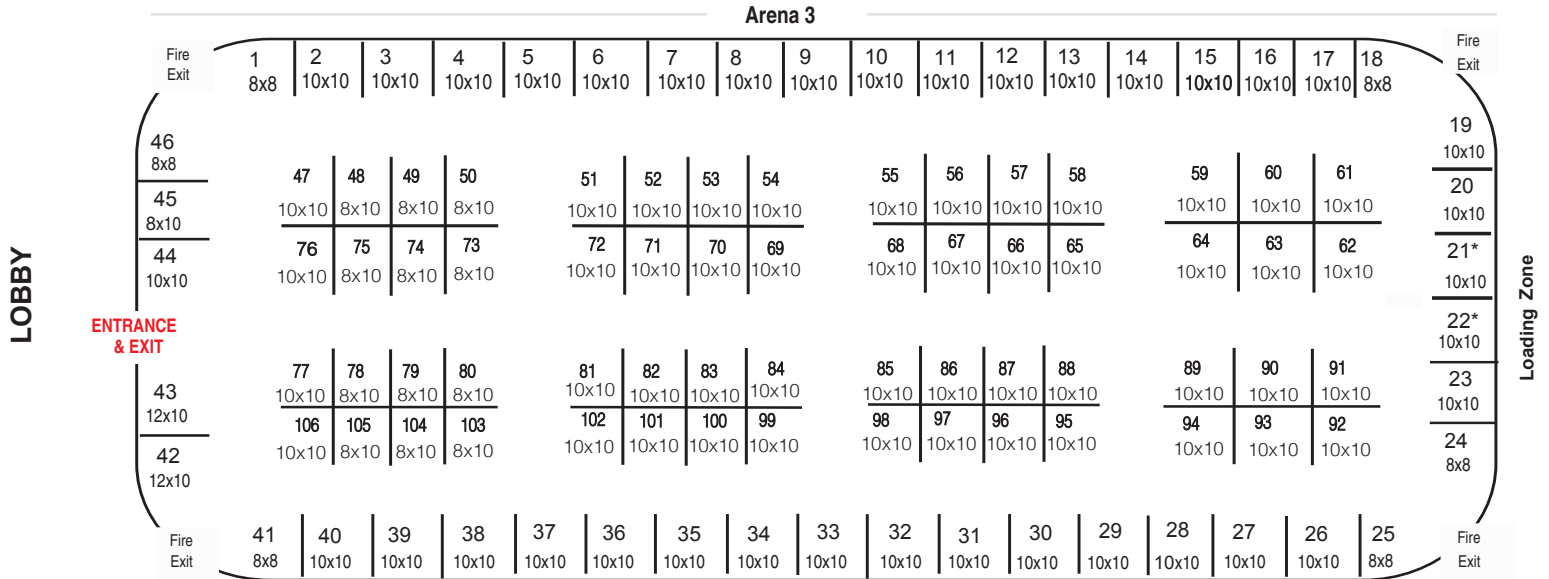 Arena 3
Fire
Exit
1 2 3 4 5 6 7 8 9 10 11 12 13 14 15 16 17 18
8x8 10x10 10x10 10x10 10x10 10x10 10x10 10x10 10x10 10x10 10x10 10x10 10x10 10x10 10x10 10x10 10x10 8x8
Fire
Exit
46
8x8
45
8x10
44
10x10
LOBBY
ENTRANCE
& EXIT
43
12x10
42
12x10
47 48 49 50
10x10 8x10 8x10 8x10
76 75 74 73
10x10 8x10 8x10 8x10
51 52 53 54
10x10 10x10 10x10 10x10
72 71 70 69
10x10 10x10 10x10 10x10
55 56 57 58
10x10 10x10 10x10 10x10
68 67 66 65
10x10 10x10 10x10 10x10
59 60 61
10x10 10x10 10x10
64 63 62
10x10 10x10 10x10
77 78 79 80
10x10 8x10 8x10 8x10
106 105 104 103
10x10 8x10 8x10 8x10
81 82 83 84
10x10 10x10 10x10 10x10
102 101 100 99
10x10 10x10 10x10 10x10
85 86 87 88
10x10 10x10 10x10 10x10
98 97 96 95
10x10 10x10 10x10 10x10
89 90 91
10x10 10x10 10x10
94 93 92
10x10 10x10 10x10
19
10x10
20
10x10
21*
10x10
22*
10x10
23
10x10
24
8x8
Loading Zone
Fire
Exit
41 40 39 38 37 36 35 34 33 32 31 30 29 28 27 26 25
8x8 10x10 10x10 10x10 10x10 10x10 10x10 10x10 10x10 10x10 10x10 10x10 10x10 10x10 10x10 10x10 8x8
Fire
Exit